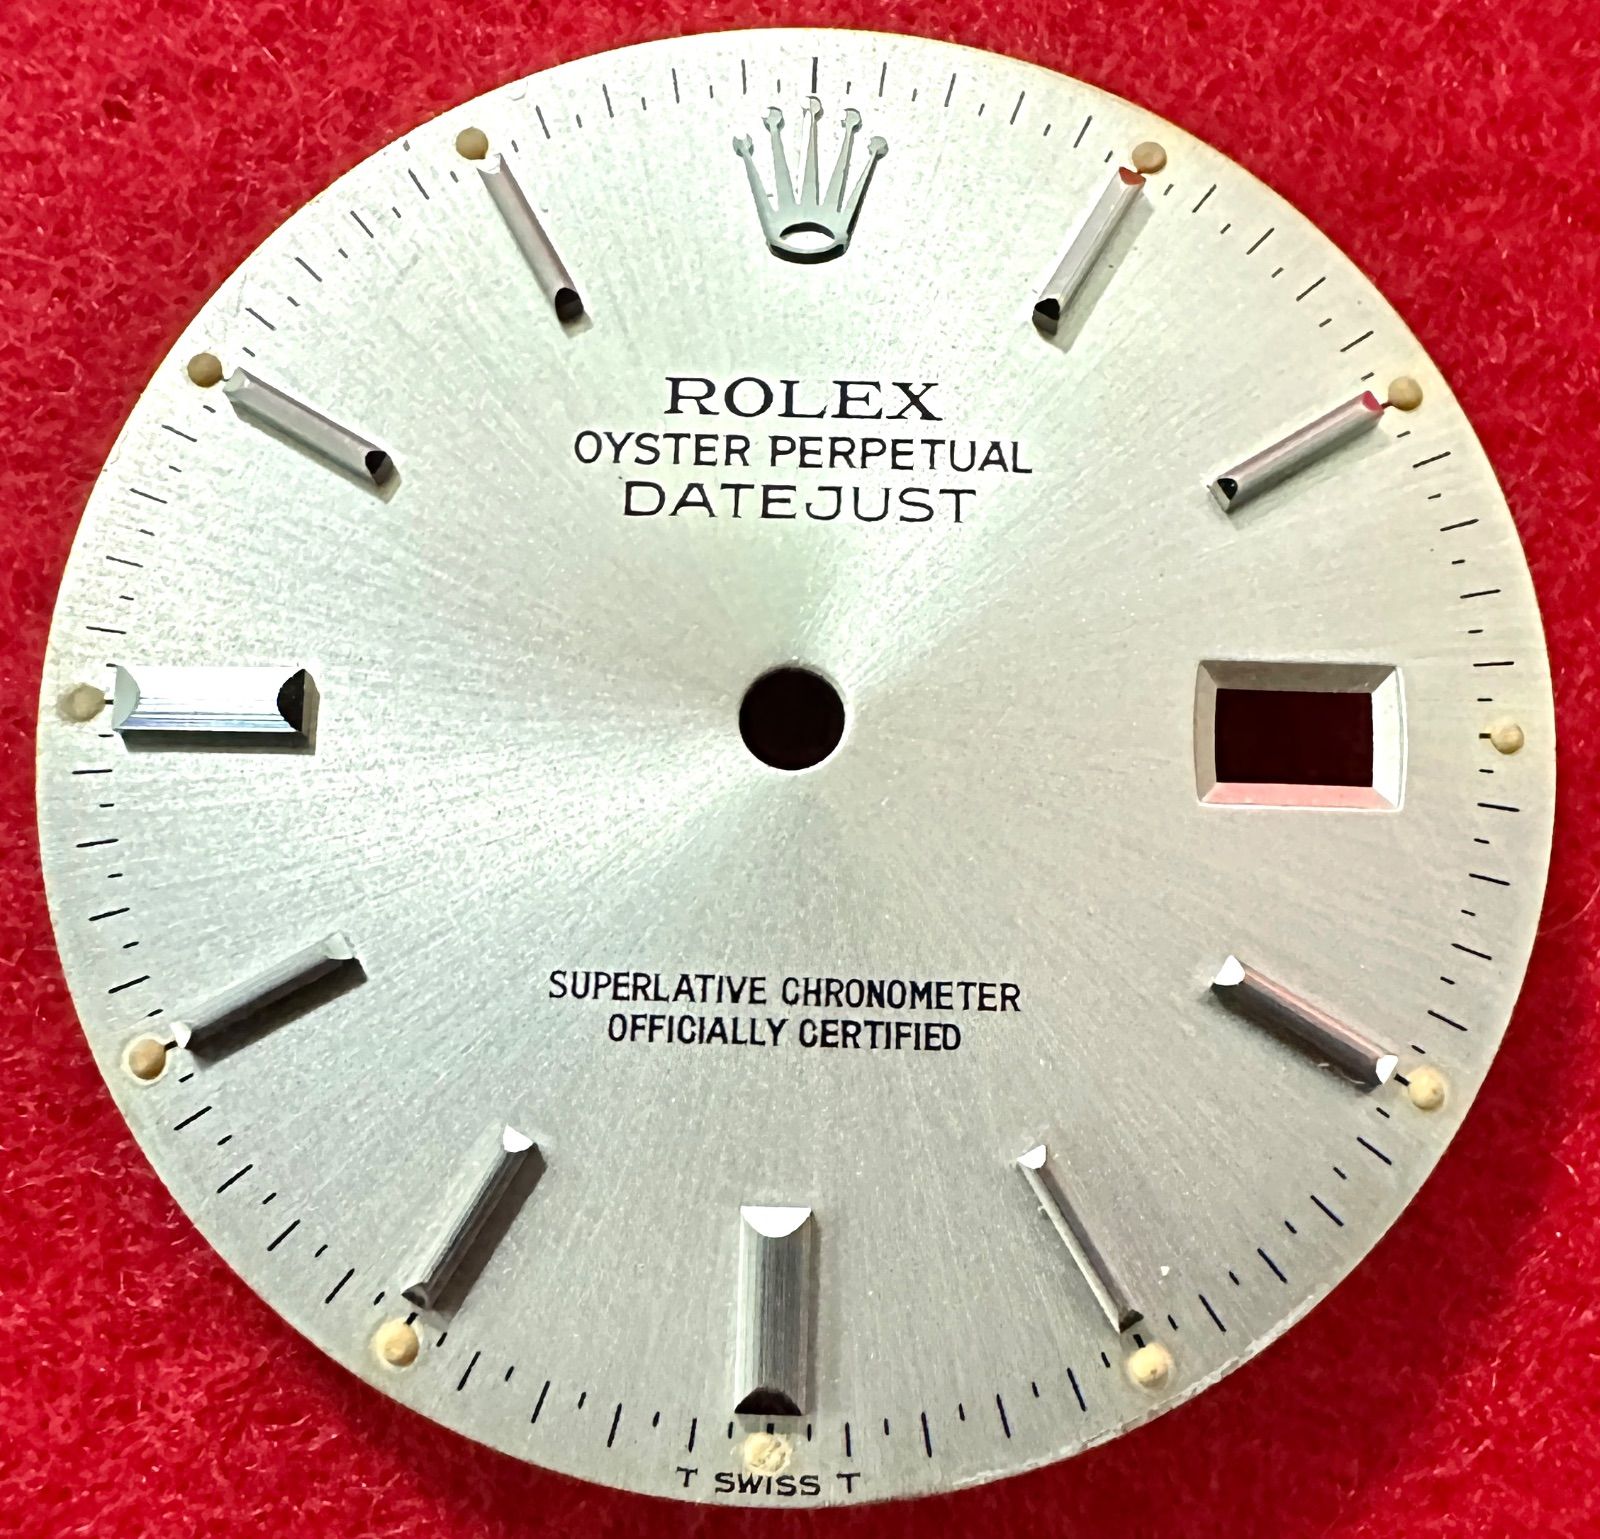 ROLEX
OYSTER PERPETUAL
DATEJUST
SUPERLATIVE CHRONOMETER
OFFICIALLY CERTIFIED
T SWISS T